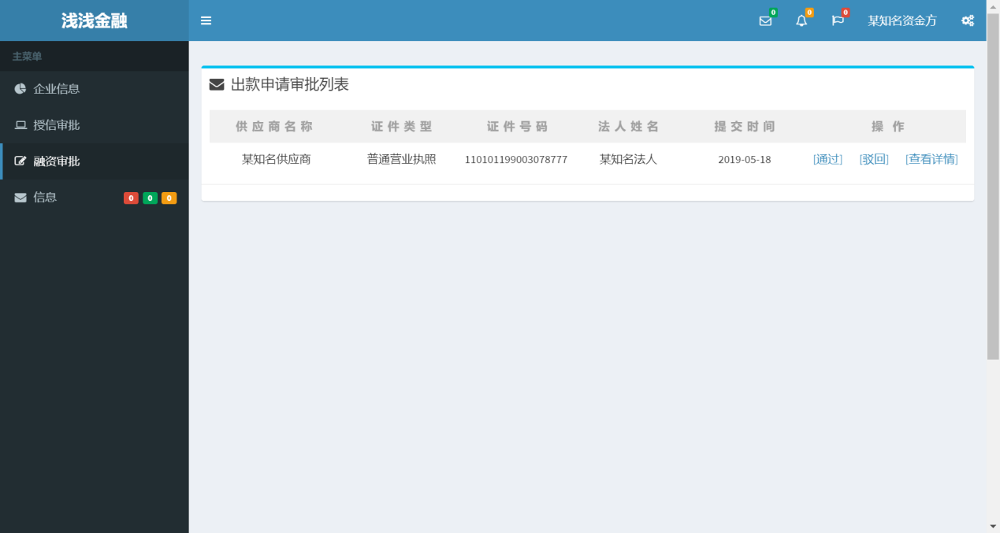 浅浅金融
0 0 0 某知名资金方
主菜单
企业信息
授信审批
融资审批
信息 0 0 0
出款申请审批列表
供应商名称 证件类型 证件号码 法人姓名 提交时间 操 作
某知名供应商 普通营业执照 110101199003078777 某知名法人 2019-05-18 [通过] [驳回] [查看详情]